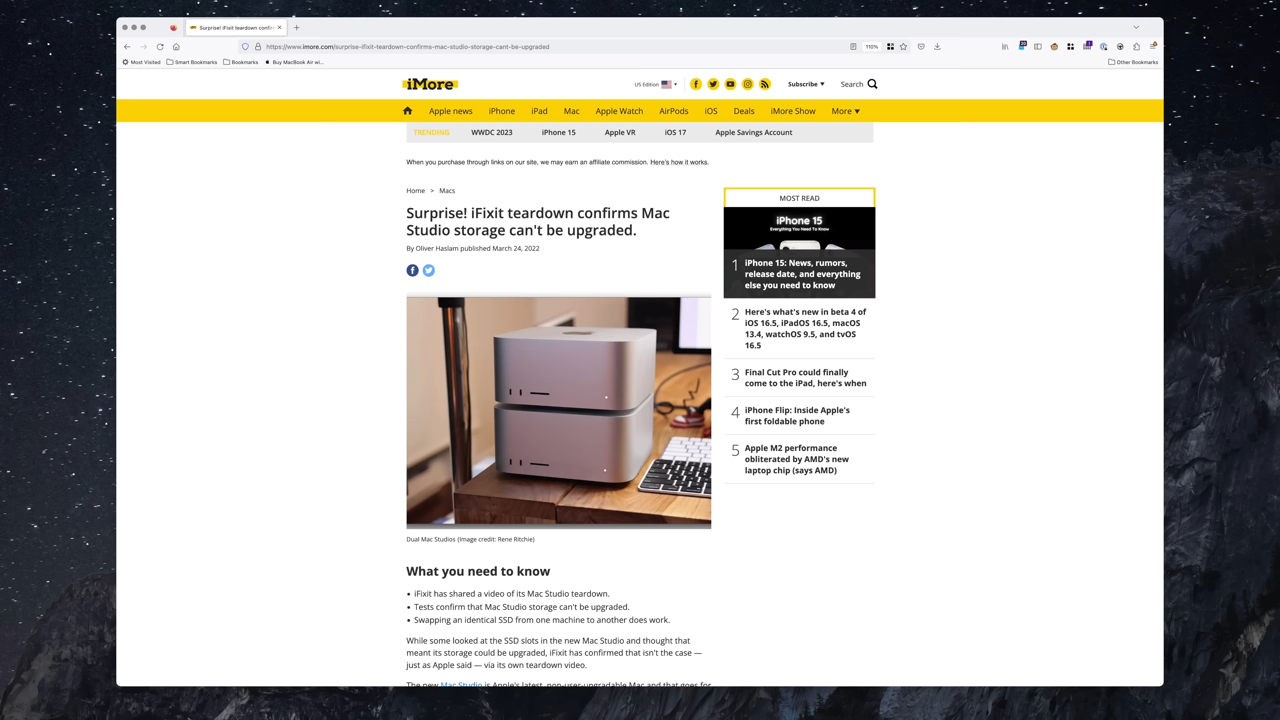 Surprise! iFixit teardown confir
https://www.imore.com/surprise-ifixit-teardown-confirms-mac-studio-storage-cant-be-upgraded
110%
Most Visited
Smart Bookmarks
Bookmarks
Buy MacBook Air wi...
Other Bookmarks
iMore
US Edition
Subscribe
Search
Apple news
iPhone
iPad
Mac
Apple Watch
AirPods
iOS
Deals
iMore Show
More
TRENDING
WWDC 2023
iPhone 15
Apple VR
iOS 17
Apple Savings Account
When you purchase through links on our site, we may earn an affiliate commission. Here's how it works.
Home > Macs
Surprise! iFixit teardown confirms Mac
Studio storage can't be upgraded.
By Oliver Haslam published March 24, 2022
Dual Mac Studios (Image credit: Rene Ritchie)
What you need to know
• iFixit has shared a video of its Mac Studio teardown.
• Tests confirm that Mac Studio storage can't be upgraded.
• Swapping an identical SSD from one machine to another does work.
While some looked at the SSD slots in the new Mac Studio and thought that
meant its storage could be upgraded, iFixit has confirmed that isn't the case —
just as Apple said — via its own teardown video.
The new Mac Studio is Apple's latest, non-user-upgradable Mac and that goes for
MOST READ
iPhone 15
Everything You Need To Know
1 iPhone 15: News, rumors,
release date, and everything
else you need to know
2 Here's what's new in beta 4 of
iOS 16.5, iPadOS 16.5, macOS
13.4, watchOS 9.5, and tvOS
16.5
3 Final Cut Pro could finally
come to the iPad, here's when
4 iPhone Flip: Inside Apple's
first foldable phone
5 Apple M2 performance
obliterated by AMD's new
laptop chip (says AMD)